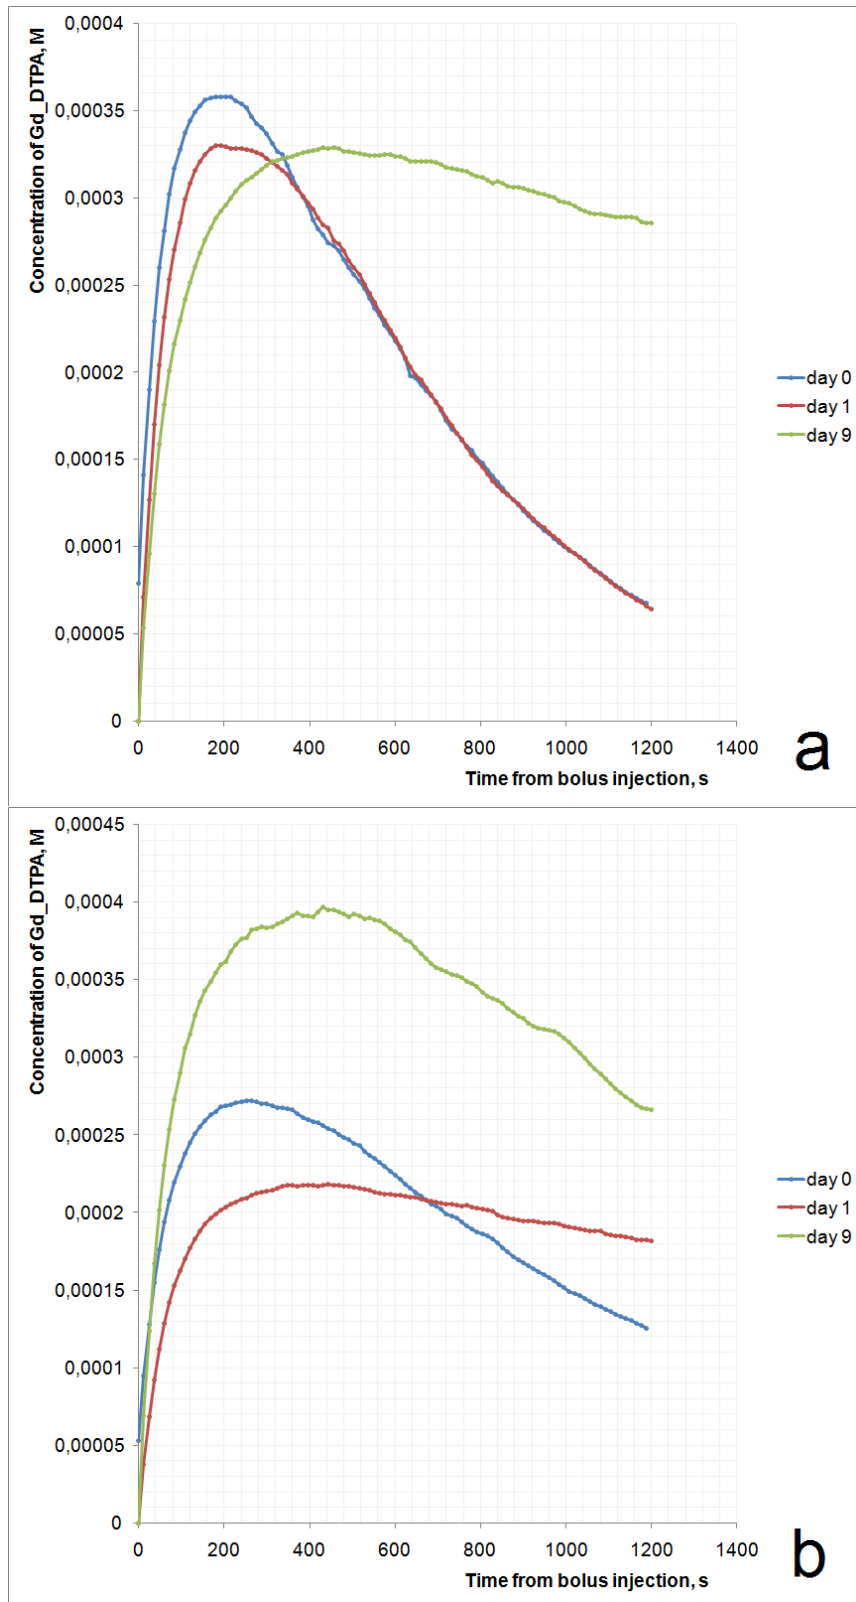 Concentration of Gd_DTPA, M
0,0004
0,00035
0,0003
0,00025
0,0002
0,00015
0,0001
0,00005
0
0 200 400 600 800 1000 1200 1400
Time from bolus injection, s
day 0
day 1
day 9
a
Concentration of Gd_DTPA, M
0,00045
0,0004
0,00035
0,0003
0,00025
0,0002
0,00015
0,0001
0,00005
0
0 200 400 600 800 1000 1200 1400
Time from bolus injection, s
day 0
day 1
day 9
b